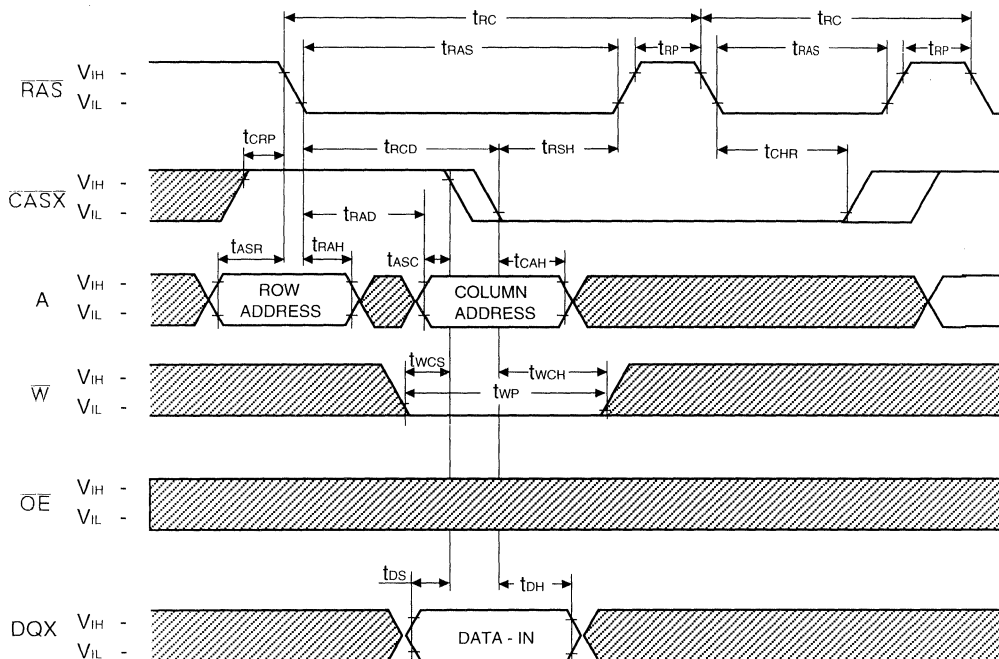 tRC tRC
tRAS tRP tRAS tRP
RAS VIH -
VIL -
tCRP tRCD tRSH tCHR
CASX VIH -
VIL -
tRAD
tASR tRAH tASC tCAH
A VIH -
VIL -
ROW ADDRESS
COLUMN ADDRESS
tWCS tWCH
W VIH -
VIL -
tWP
OE VIH -
VIL -
tDS tDH
DQX VIH -
VIL -
DATA - IN